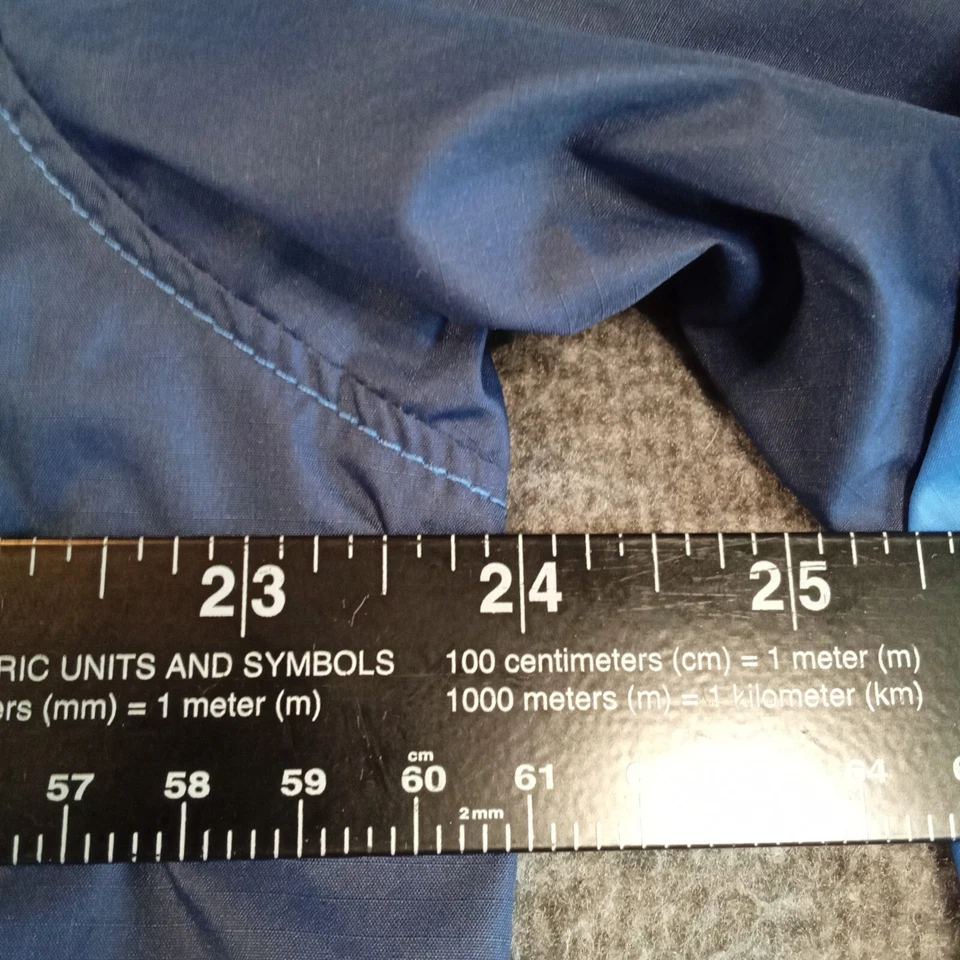 23 24 25
RIC UNITS AND SYMBOLS 100 centimeters (cm) = 1 meter (m)
ers (mm) = 1 meter (m) 1000 meters (m) = 1 kilometer (km)
cm
57 58 59 60 61
2mm